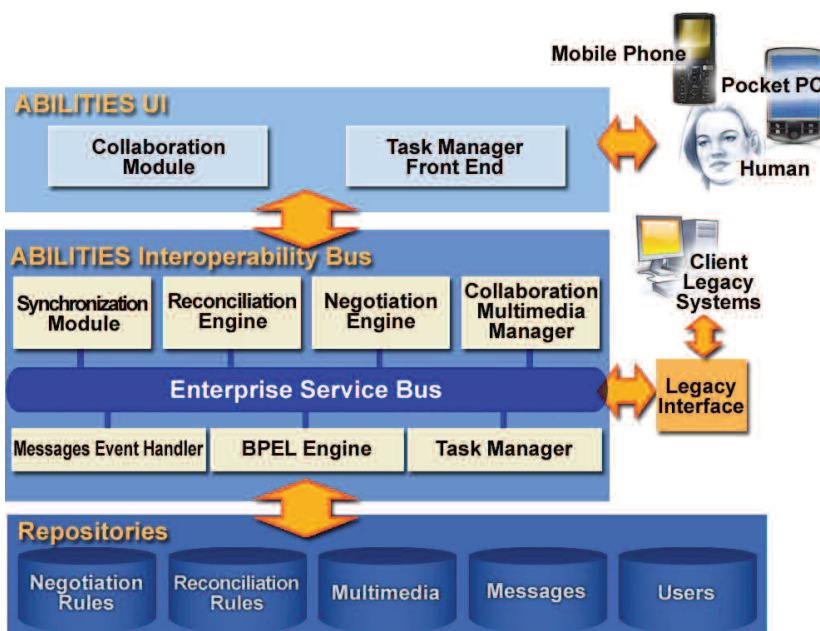 Mobile Phone
Pocket PC
Human
ABILITIES UI
Collaboration
Module
Task Manager
Front End
ABILITIES Interoperability Bus
Synchronization
Module
Reconciliation
Engine
Negotiation
Engine
Collaboration
Multimedia
Manager
Client
Legacy
Systems
Enterprise Service Bus
Legacy
Interface
Messages Event Handler
BPEL Engine
Task Manager
Repositories
Negotiation
Rules
Reconciliation
Rules
Multimedia
Messages
Users